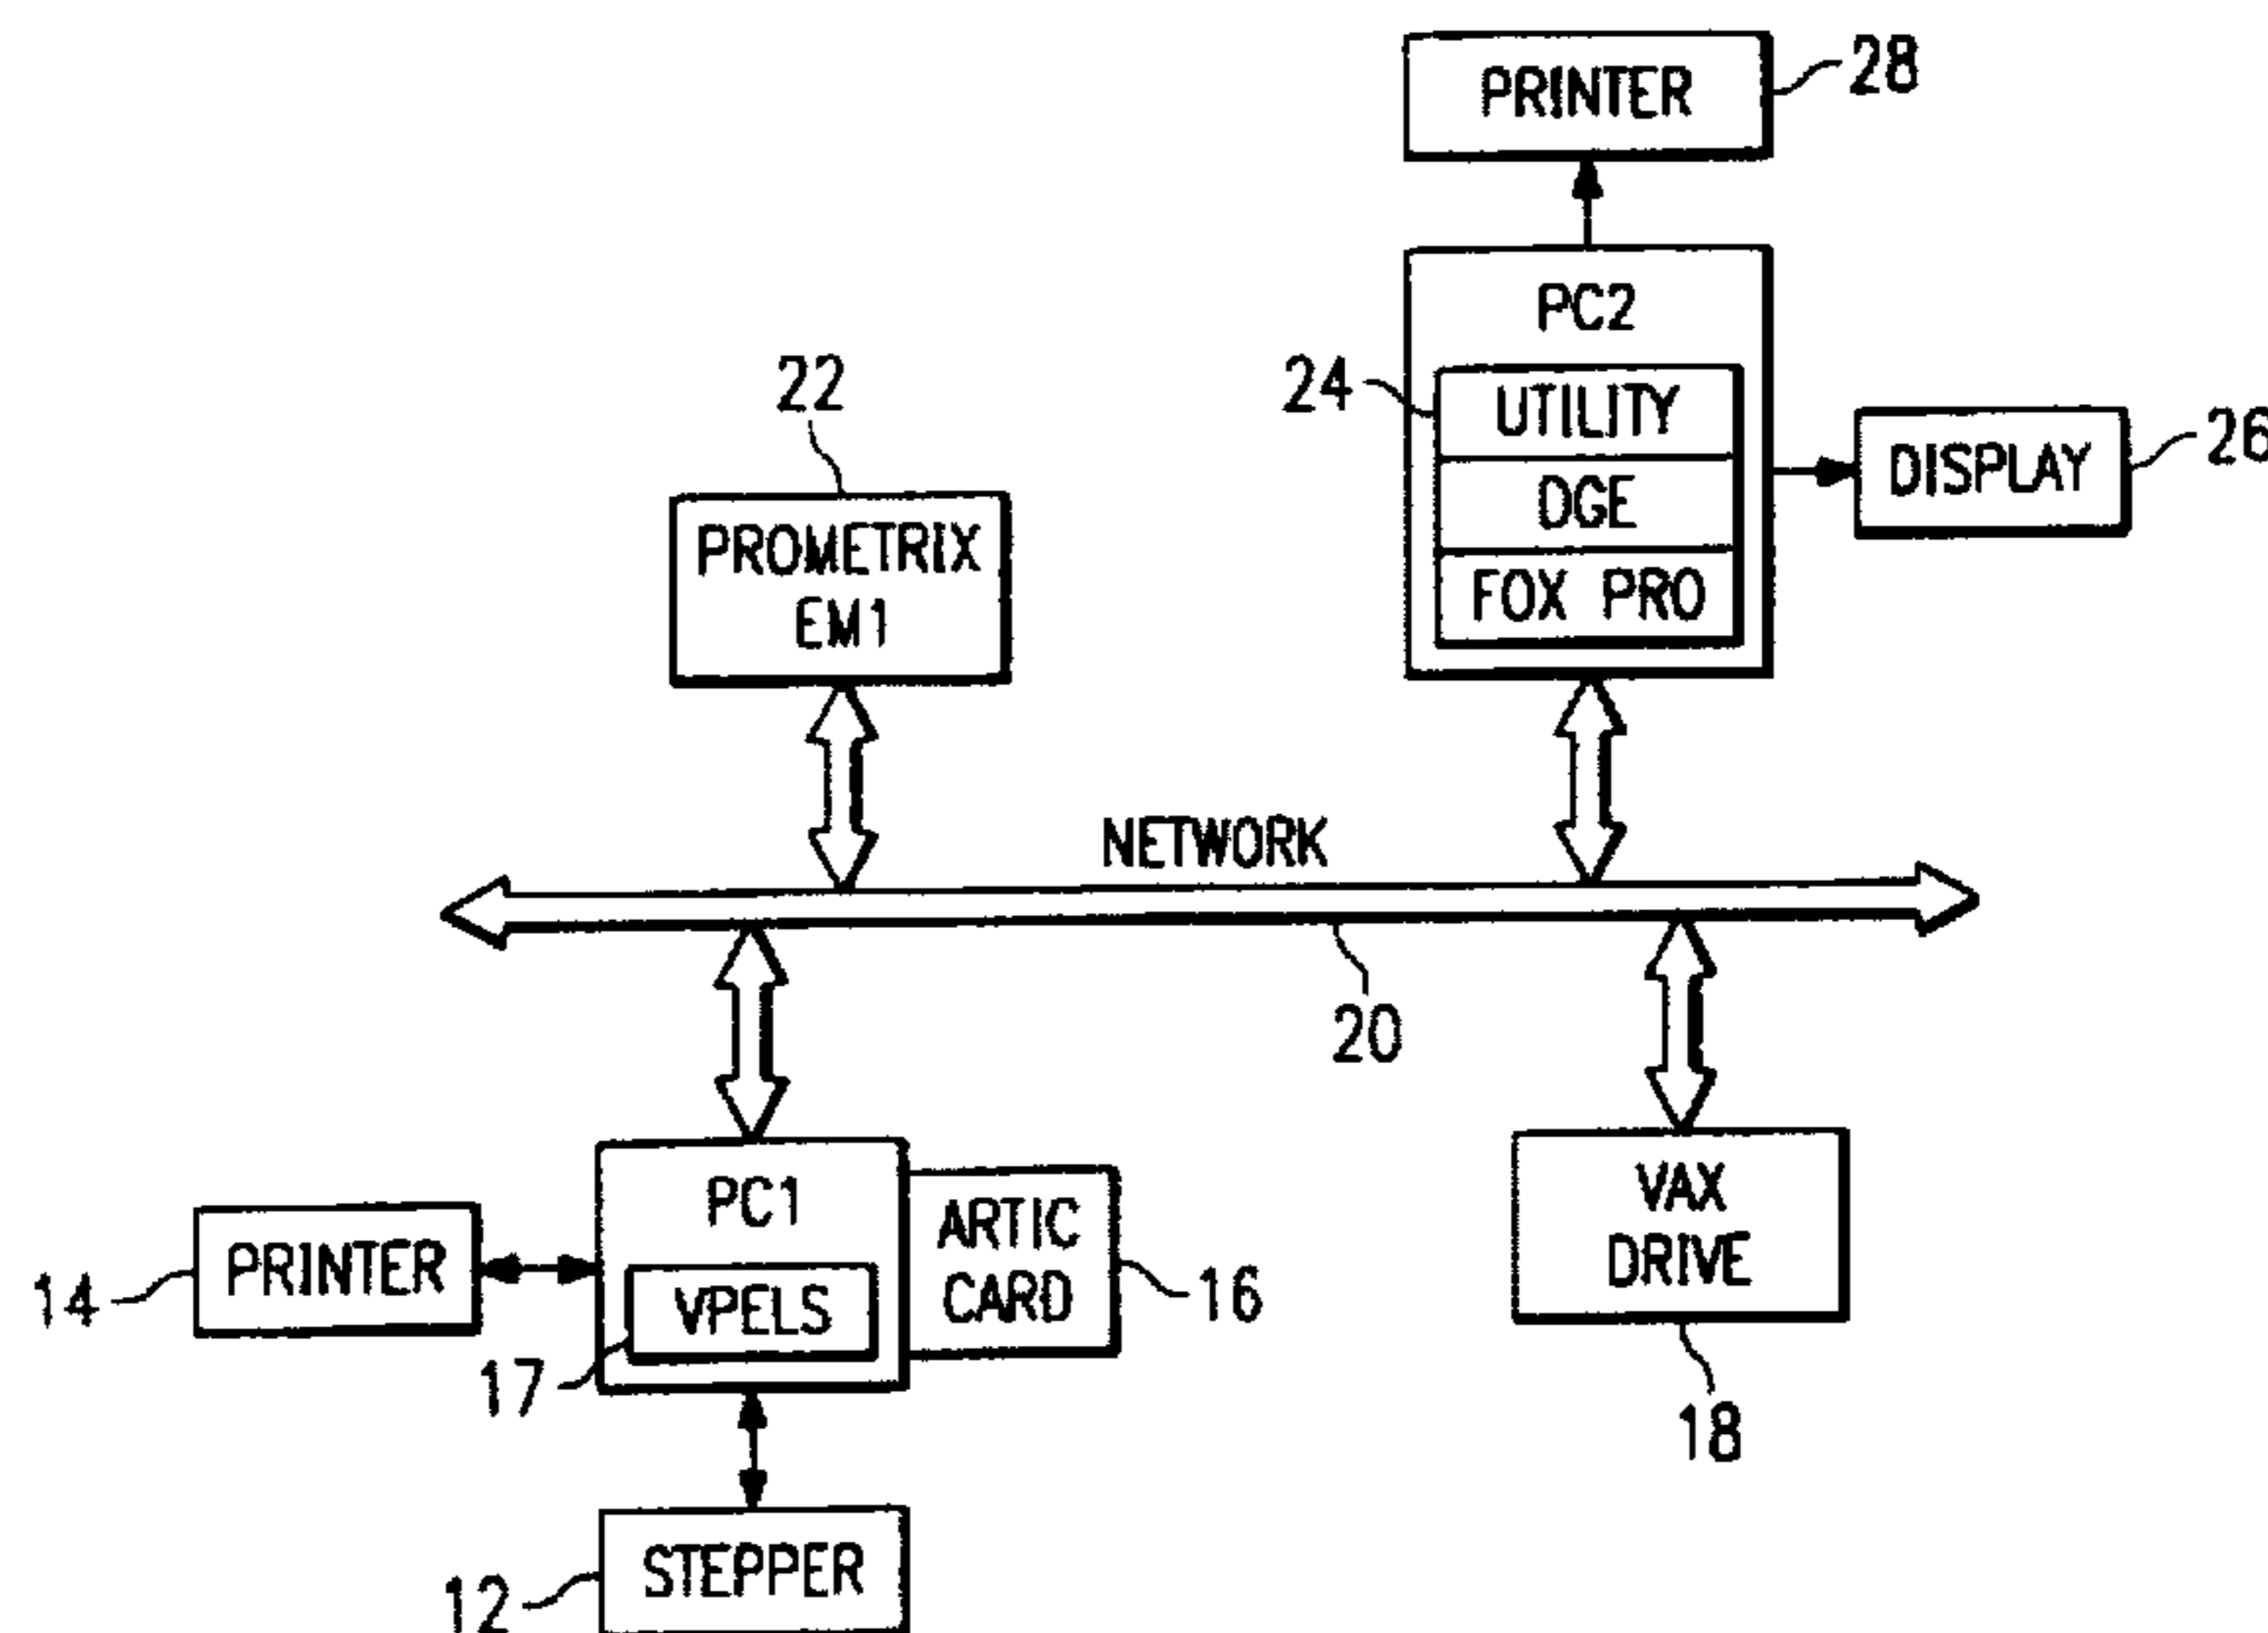 PRINTER
28
PC2
22
24
UTILITY
DGE
FOX PRO
DISPLAY
26
PROMETRIX
EM1
NETWORK
20
PC1
VPELS
ARTIC
CARD
16
PRINTER
14
17
VAX
DRIVE
18
STEPPER
12